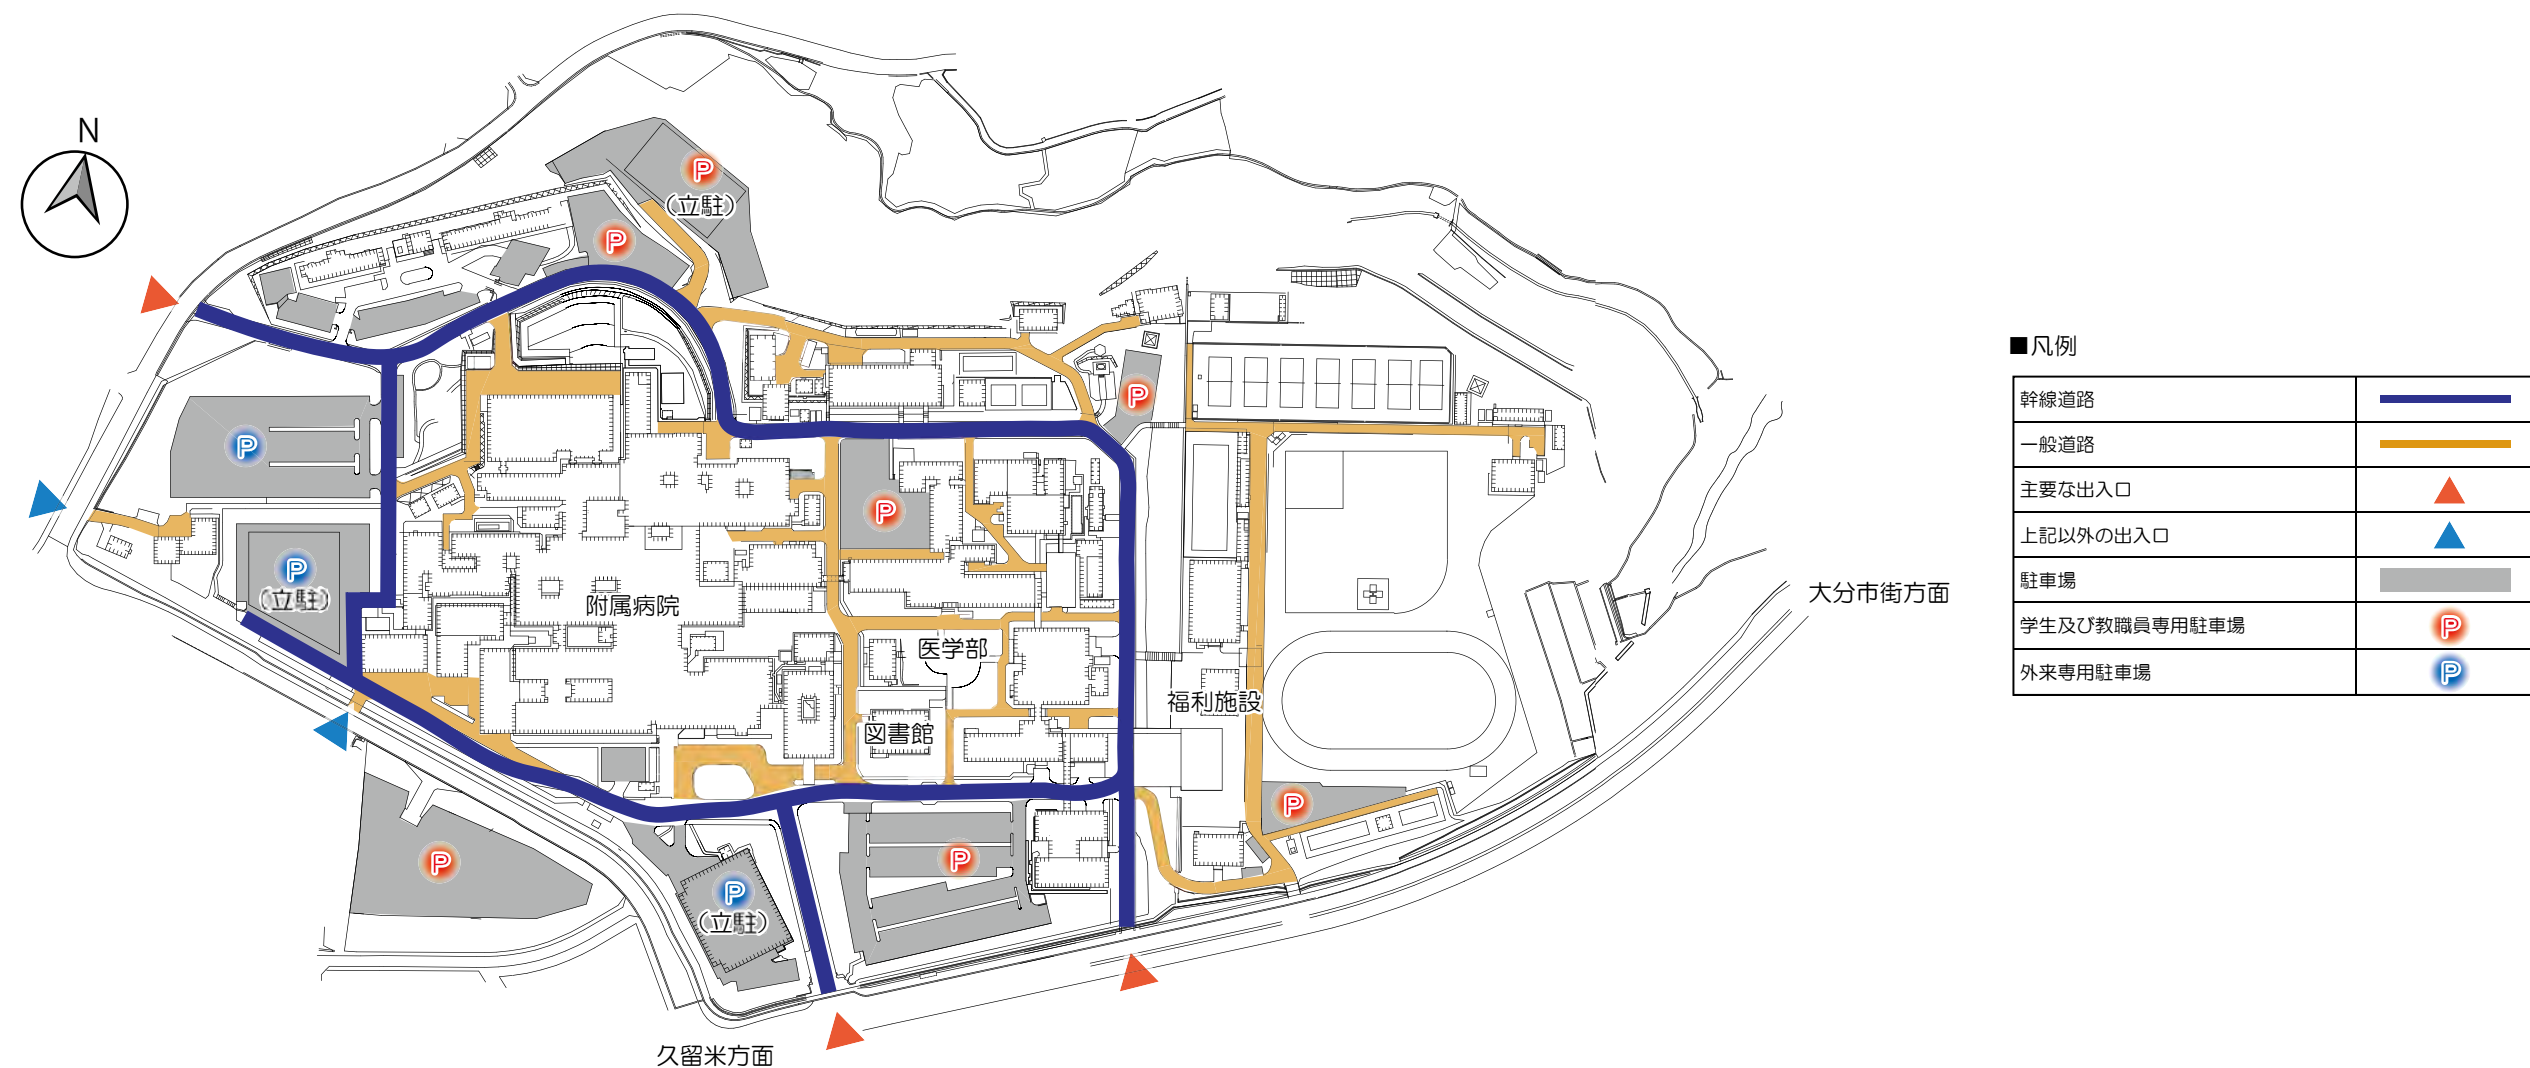 N
P
(立駐)
P
P
P
P
P
(立駐)
附属病院
医学部
福利施設
図書館
P
P
P
P
(立駐)
大分市街方面
久留米方面
■凡例
幹線道路
一般道路
主要な出入口
上記以外の出入口
駐車場
学生及び教職員専用駐車場 P
外来専用駐車場 P